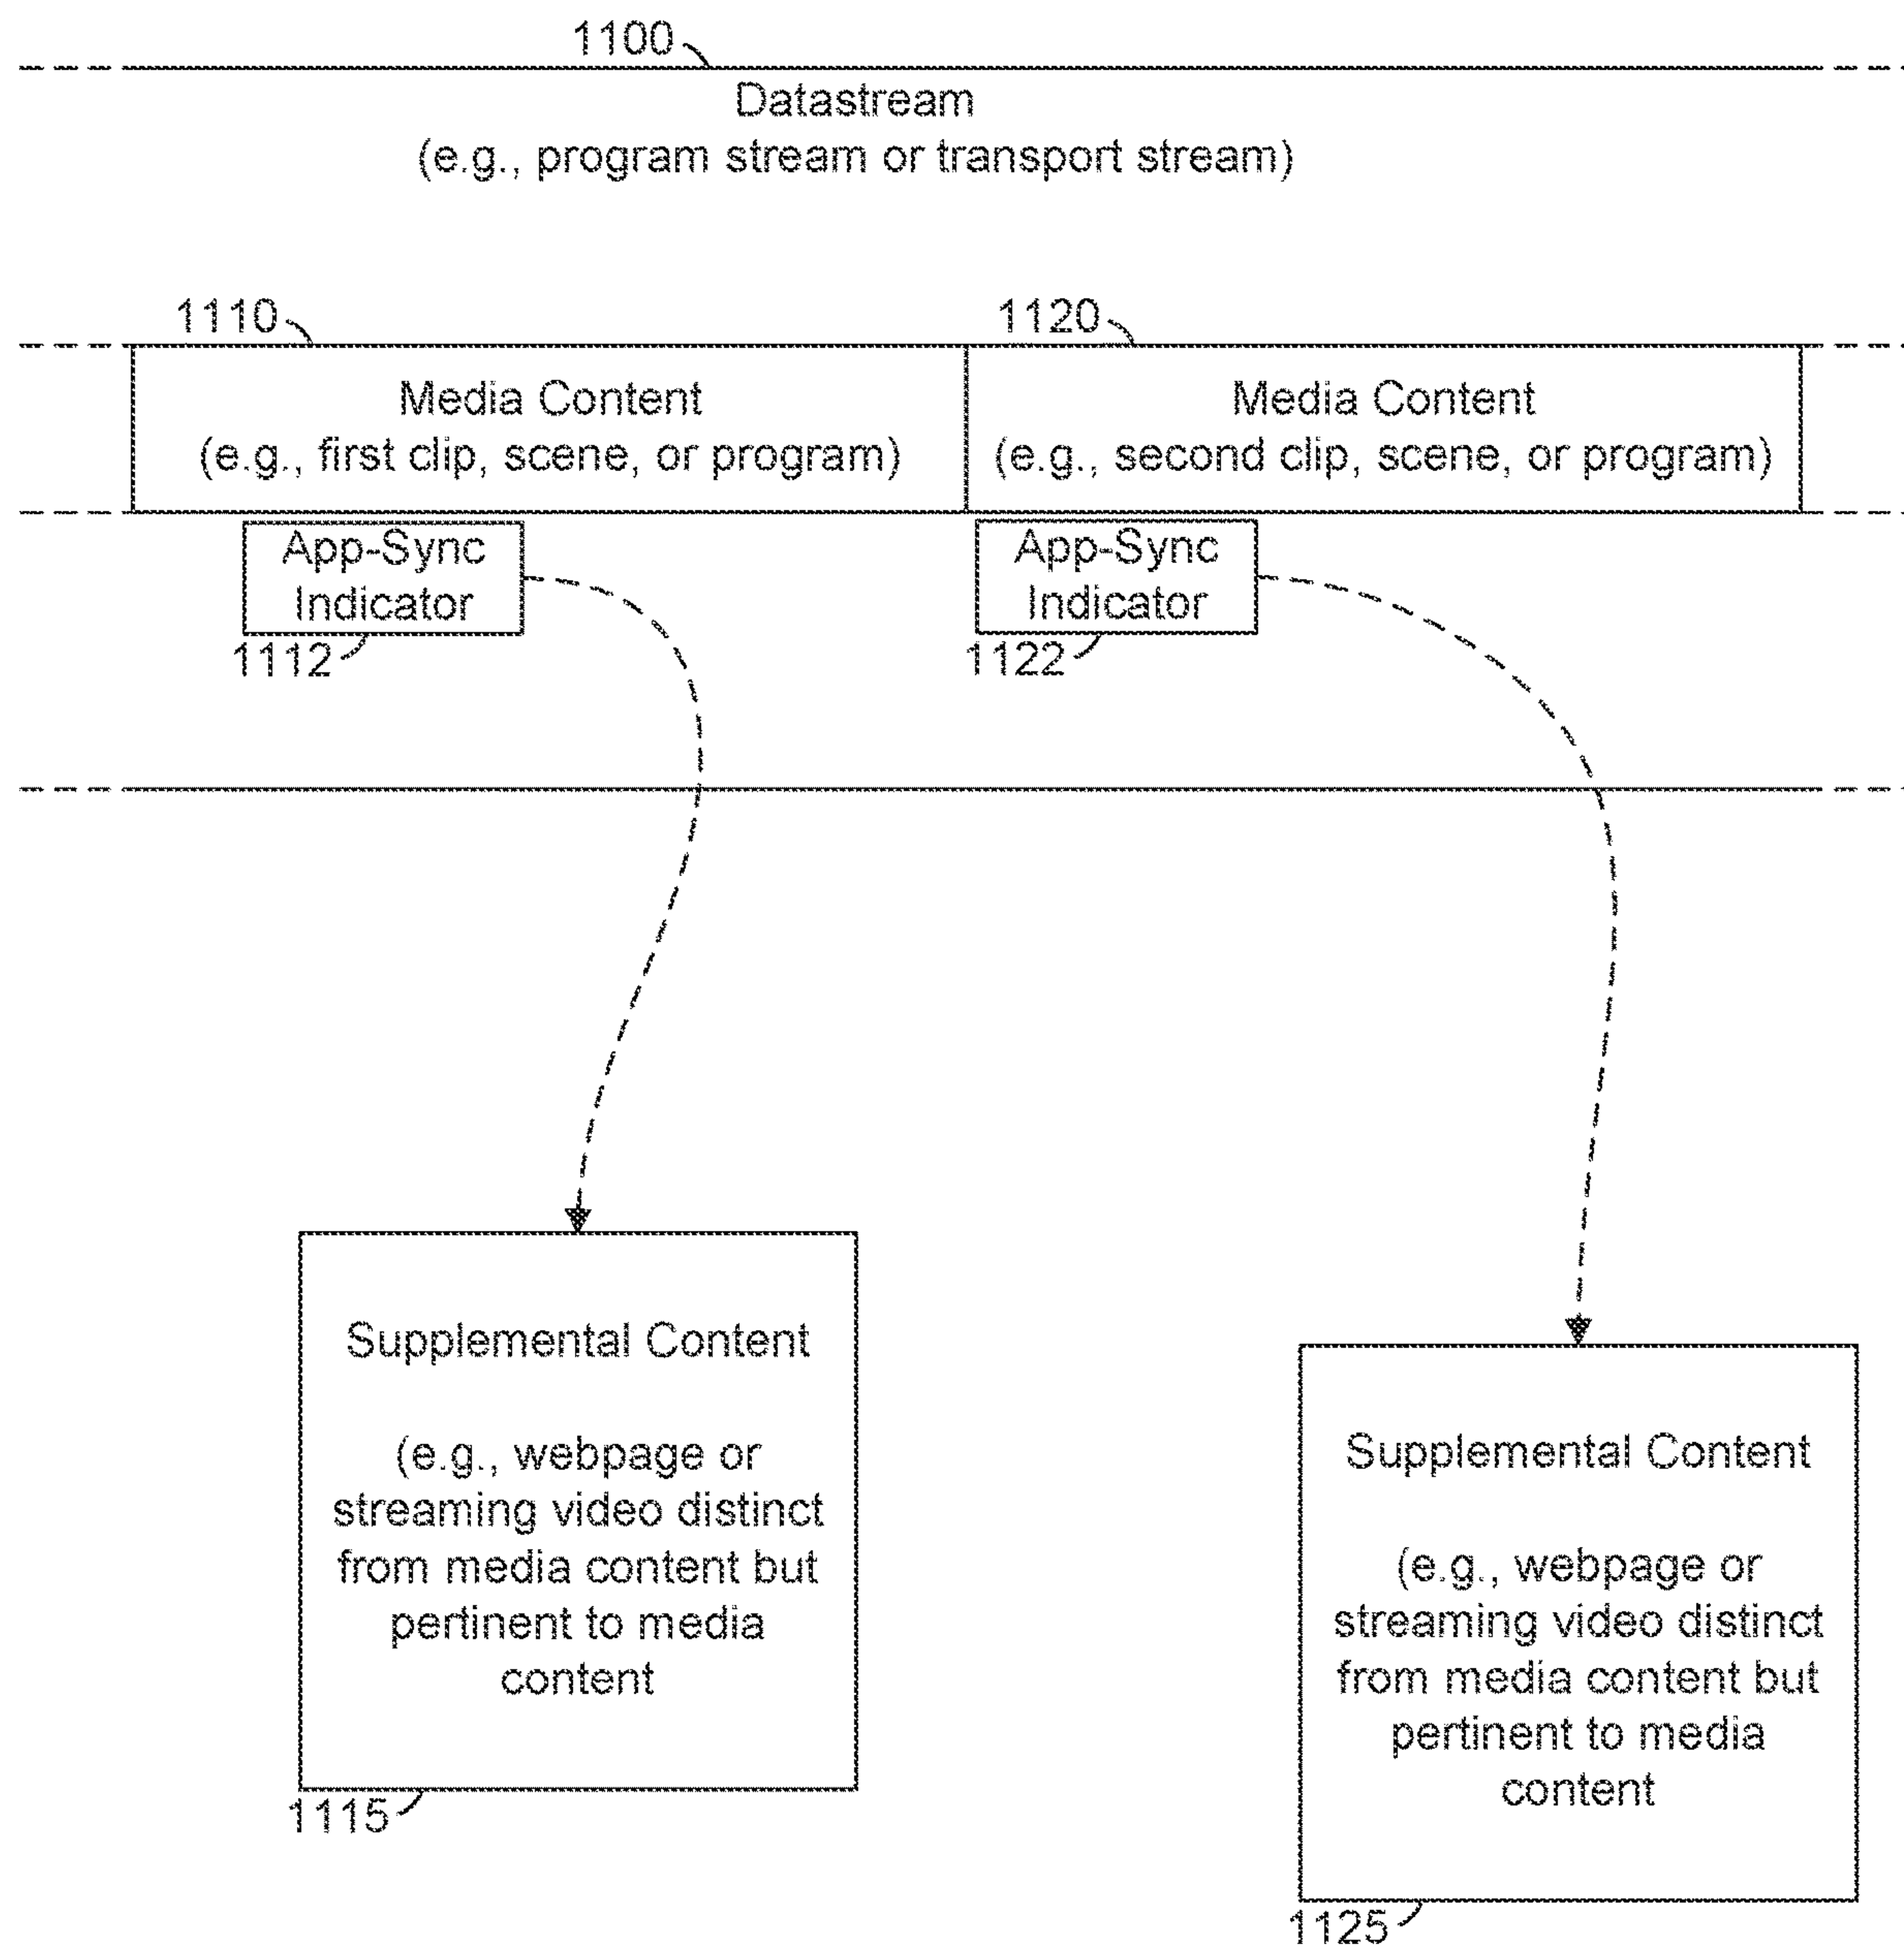 1100
Datastream
(e.g., program stream or transport stream)
1110
1120
Media Content
(e.g., first clip, scene, or program)
Media Content
(e.g., second clip, scene, or program)
App-Sync
Indicator
1112
App-Sync
Indicator
1122
Supplemental Content
(e.g., webpage or
streaming video distinct
from media content but
pertinent to media
content
1115
Supplemental Content
(e.g., webpage or
streaming video distinct
from media content but
pertinent to media
content
1125